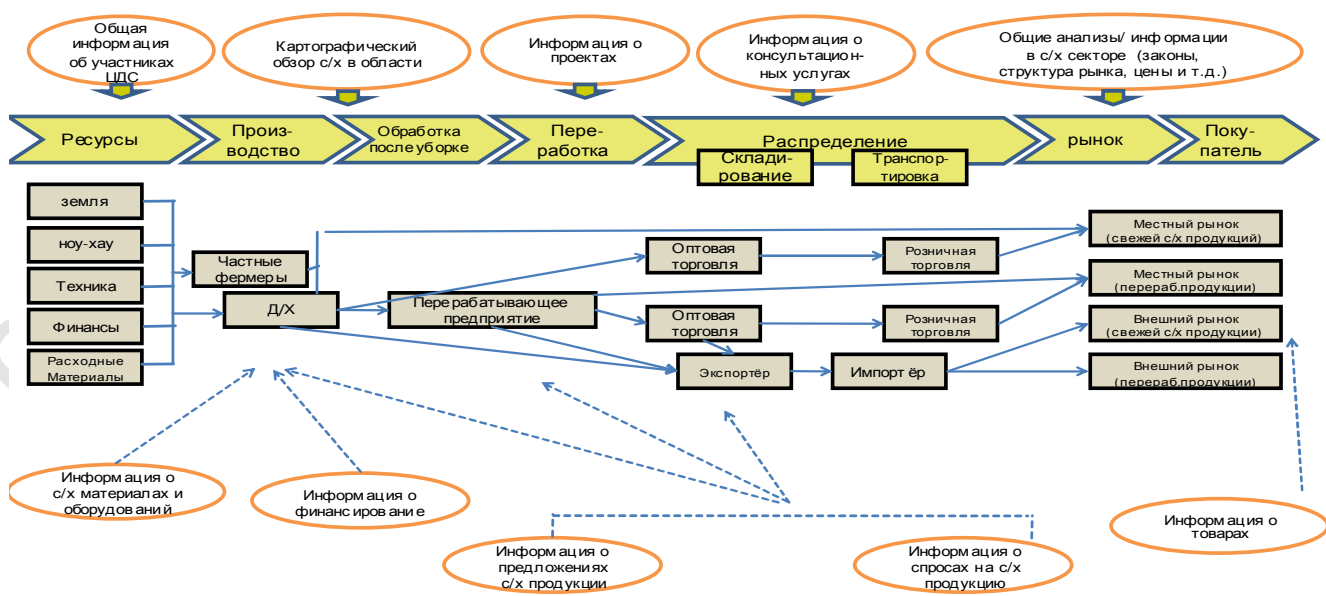 Общая
информация
об участниках
ЦДС
Картографический
обзор с/х в области
Информация о
проектах
Информация о
консультацион-
ных услугах
Общие анализы/ информации
в с/х секторе (законы,
структура рынка, цены и т.д.)
Ресурсы
Произ-
водство
Обработка
после уборке
Пере-
работка
Распределение
Склади-
рование
Транспор-
тировка
рынок
Поку-
патель
земля
ноу-хау
Техника
Финансы
Расходные
Материалы
Частные
фермеры
Д/Х
Перерабатывающее
предприятие
Оптовая
торговля
Розничная
торговля
Оптовая
торговля
Розничная
торговля
Экспортёр
Импортёр
Местный рынок
(свежей с/х продукций)
Местный рынок
(перераб.продукции)
Внешний рынок
(свежей с/х продукции)
Внешний рынок
(перераб.продукции)
Информация о
с/х материалах и
оборудований
Информация о
финансирование
Информация о
предложениях
с/х продукции
Информация о
спросах на с/х
продукцию
Информация о
товарах